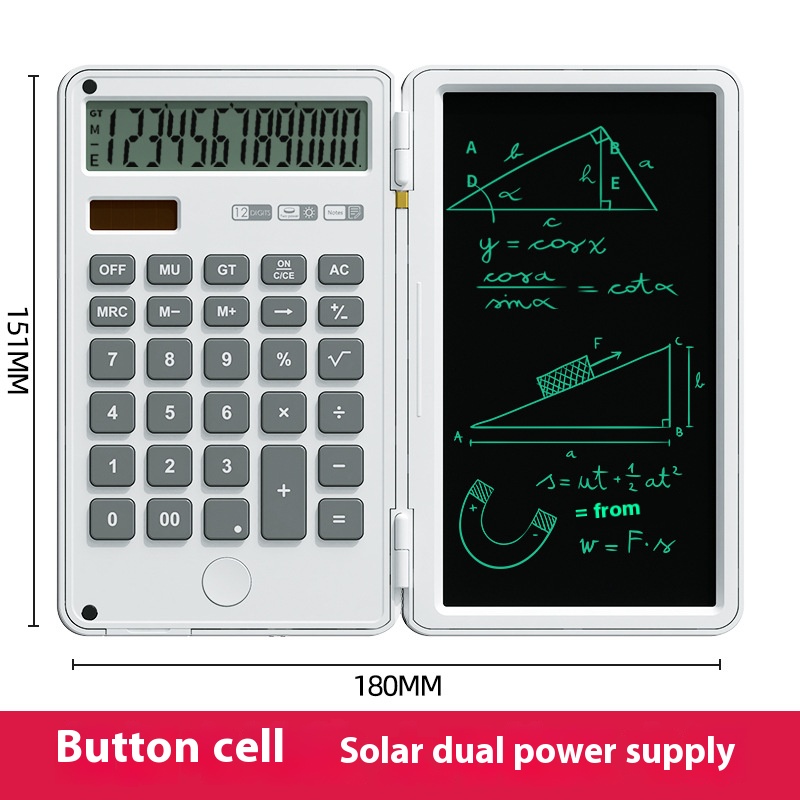 GT
M
—
E
123456789000.
12 DIGITS
Two power
Notes
OFF MU GT ON C/CE AC
MRC M− M+ → +/−
7 8 9 % √
4 5 6 × ÷
1 2 3 + −
0 00 . =
A b B a
D α h E
c
y = cosx
cosα
sinα = cotα
F C
b
A B
a
s = ut + 1/2 at²
= from
+ -
w = F·s
151MM
180MM
Button cell Solar dual power supply